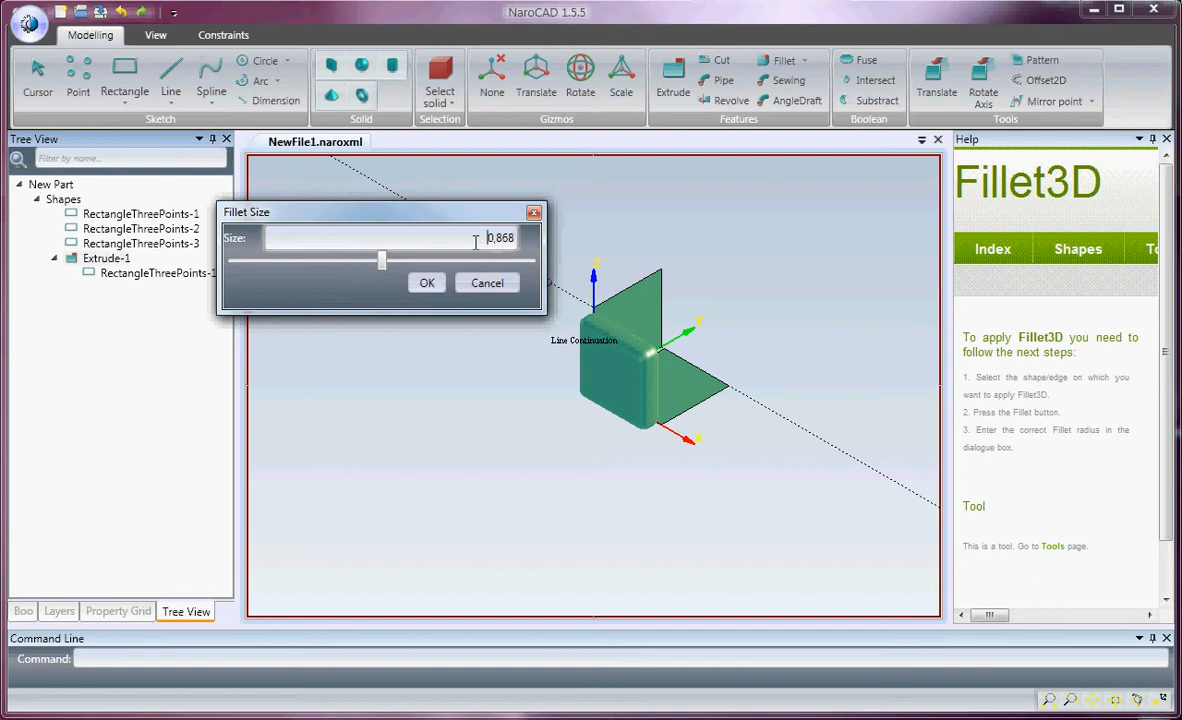 NaroCAD 1.5.5
Modelling View Constraints
Cursor Point Rectangle Line Spline Circle Arc Dimension
Sketch
Solid
Select solid
Selection
None Translate Rotate Scale
Gizmos
Extrude Cut Pipe Revolve Fillet Sewing AngleDraft
Features
Fuse Intersect Substract
Boolean
Translate Rotate Axis Pattern Offset2D Mirror point
Tools
Tree View
Filter by name...
New Part
Shapes
RectangleThreePoints-1
RectangleThreePoints-2
RectangleThreePoints-3
Extrude-1
RectangleThreePoints-1
NewFile1.naroxml
Fillet Size
Size: 0,868
OK Cancel
Z
Y
X
Line Continuation
Help
Fillet3D
Index Shapes To
To apply Fillet3D you need to
follow the next steps:
1. Select the shape/edge on which you
want to apply Fillet3D.
2. Press the Fillet button.
3. Enter the correct Fillet radius in the
dialogue box.
Tool
This is a tool. Go to Tools page.
Boo Layers Property Grid Tree View
Command Line
Command: